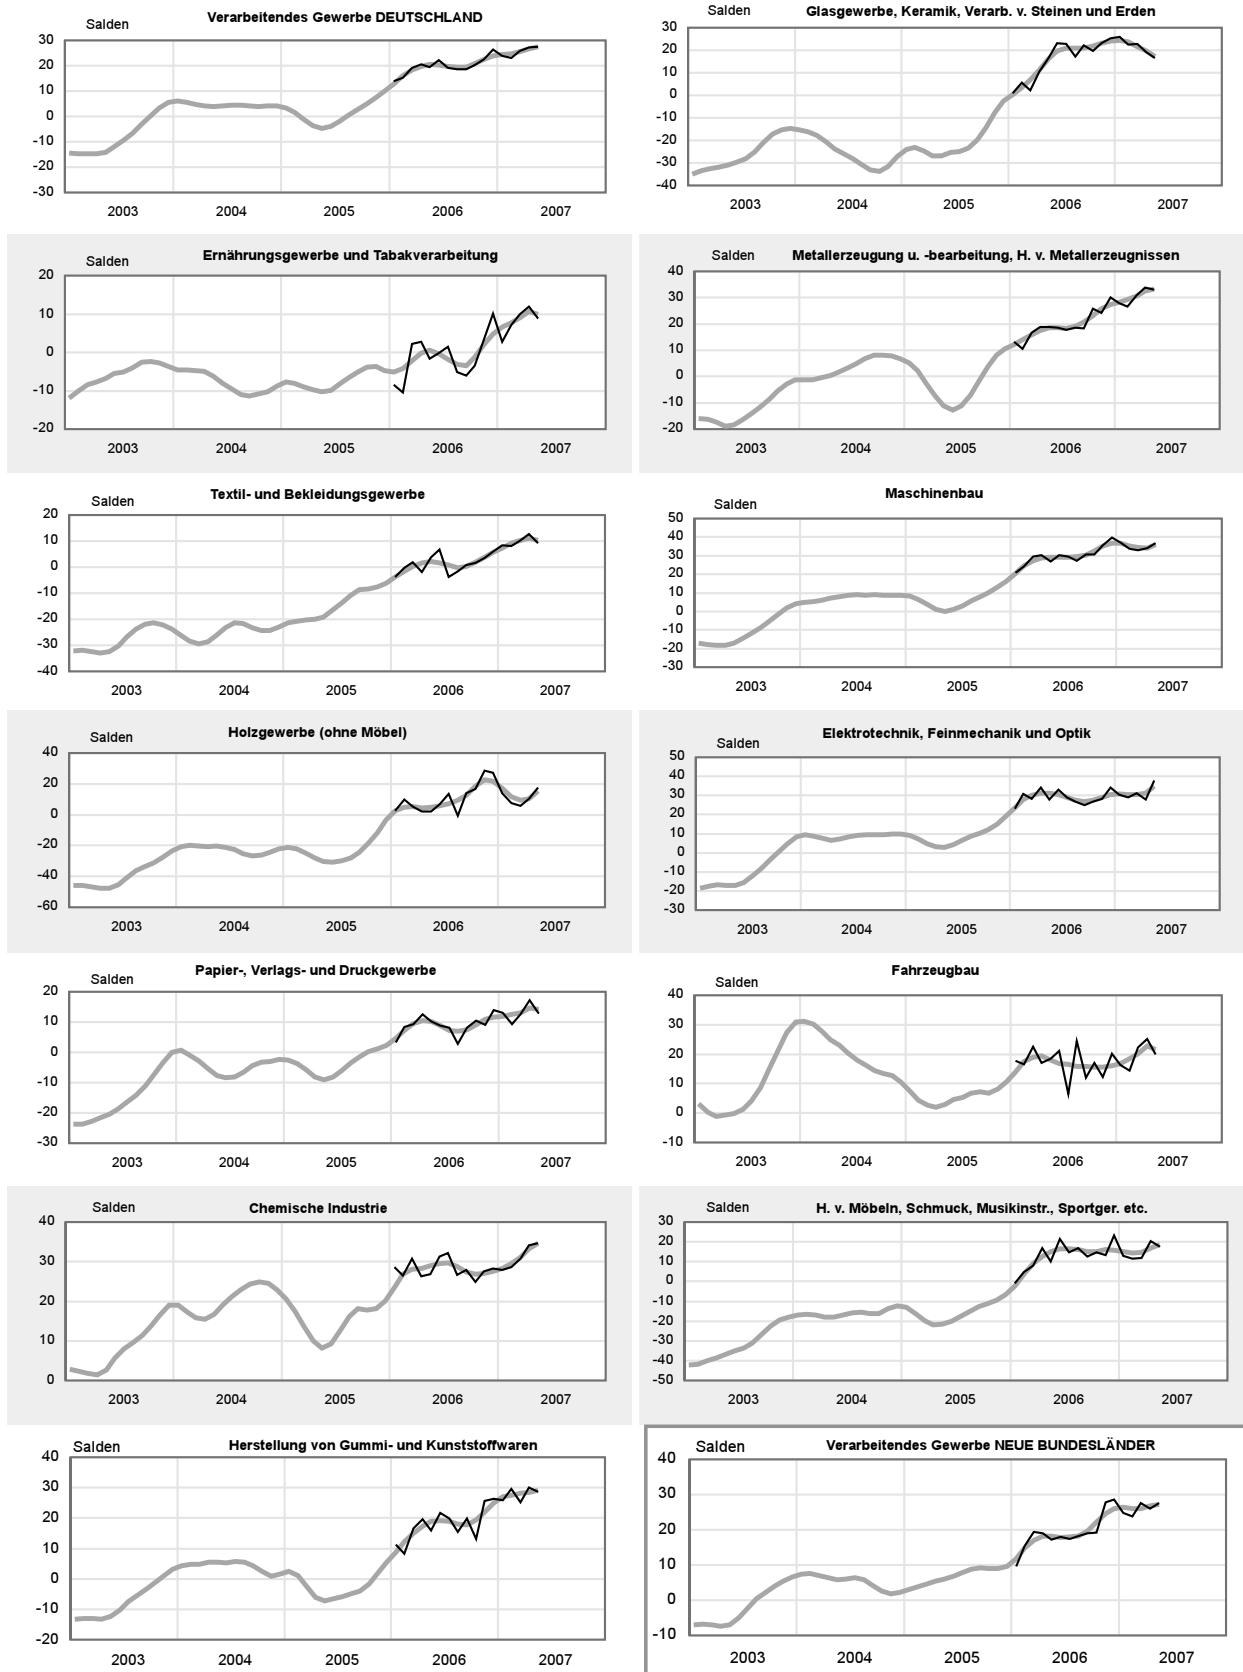 Verarbeitendes Gewerbe DEUTSCHLAND
Salden
30
20
10
0
-10
-20
-30
2003 2004 2005 2006 2007
Glasgewerbe, Keramik, Verarb. v. Steinen und Erden
Salden
30
20
10
0
-10
-20
-30
-40
2003 2004 2005 2006 2007
Ernährungsgewerbe und Tabakverarbeitung
Salden
20
10
0
-10
-20
2003 2004 2005 2006 2007
Metallerzeugung u. -bearbeitung, H. v. Metallerzeugnissen
Salden
40
30
20
10
0
-10
-20
2003 2004 2005 2006 2007
Textil- und Bekleidungsgewerbe
Salden
20
10
0
-10
-20
-30
-40
2003 2004 2005 2006 2007
Maschinenbau
Salden
50
40
30
20
10
0
-10
-20
-30
2003 2004 2005 2006 2007
Holzgewerbe (ohne Möbel)
Salden
40
20
0
-20
-40
-60
2003 2004 2005 2006 2007
Elektrotechnik, Feinmechanik und Optik
Salden
50
40
30
20
10
0
-10
-20
-30
2003 2004 2005 2006 2007
Papier-, Verlags- und Druckgewerbe
Salden
20
10
0
-10
-20
-30
2003 2004 2005 2006 2007
Fahrzeugbau
Salden
40
30
20
10
0
-10
2003 2004 2005 2006 2007
Chemische Industrie
Salden
40
30
20
10
0
2003 2004 2005 2006 2007
H. v. Möbeln, Schmuck, Musikinstr., Sportger. etc.
Salden
30
20
10
0
-10
-20
-30
-40
-50
2003 2004 2005 2006 2007
Herstellung von Gummi- und Kunststoffwaren
Salden
40
30
20
10
0
-10
-20
2003 2004 2005 2006 2007
Verarbeitendes Gewerbe NEUE BUNDESLÄNDER
Salden
40
30
20
10
0
-10
2003 2004 2005 2006 2007